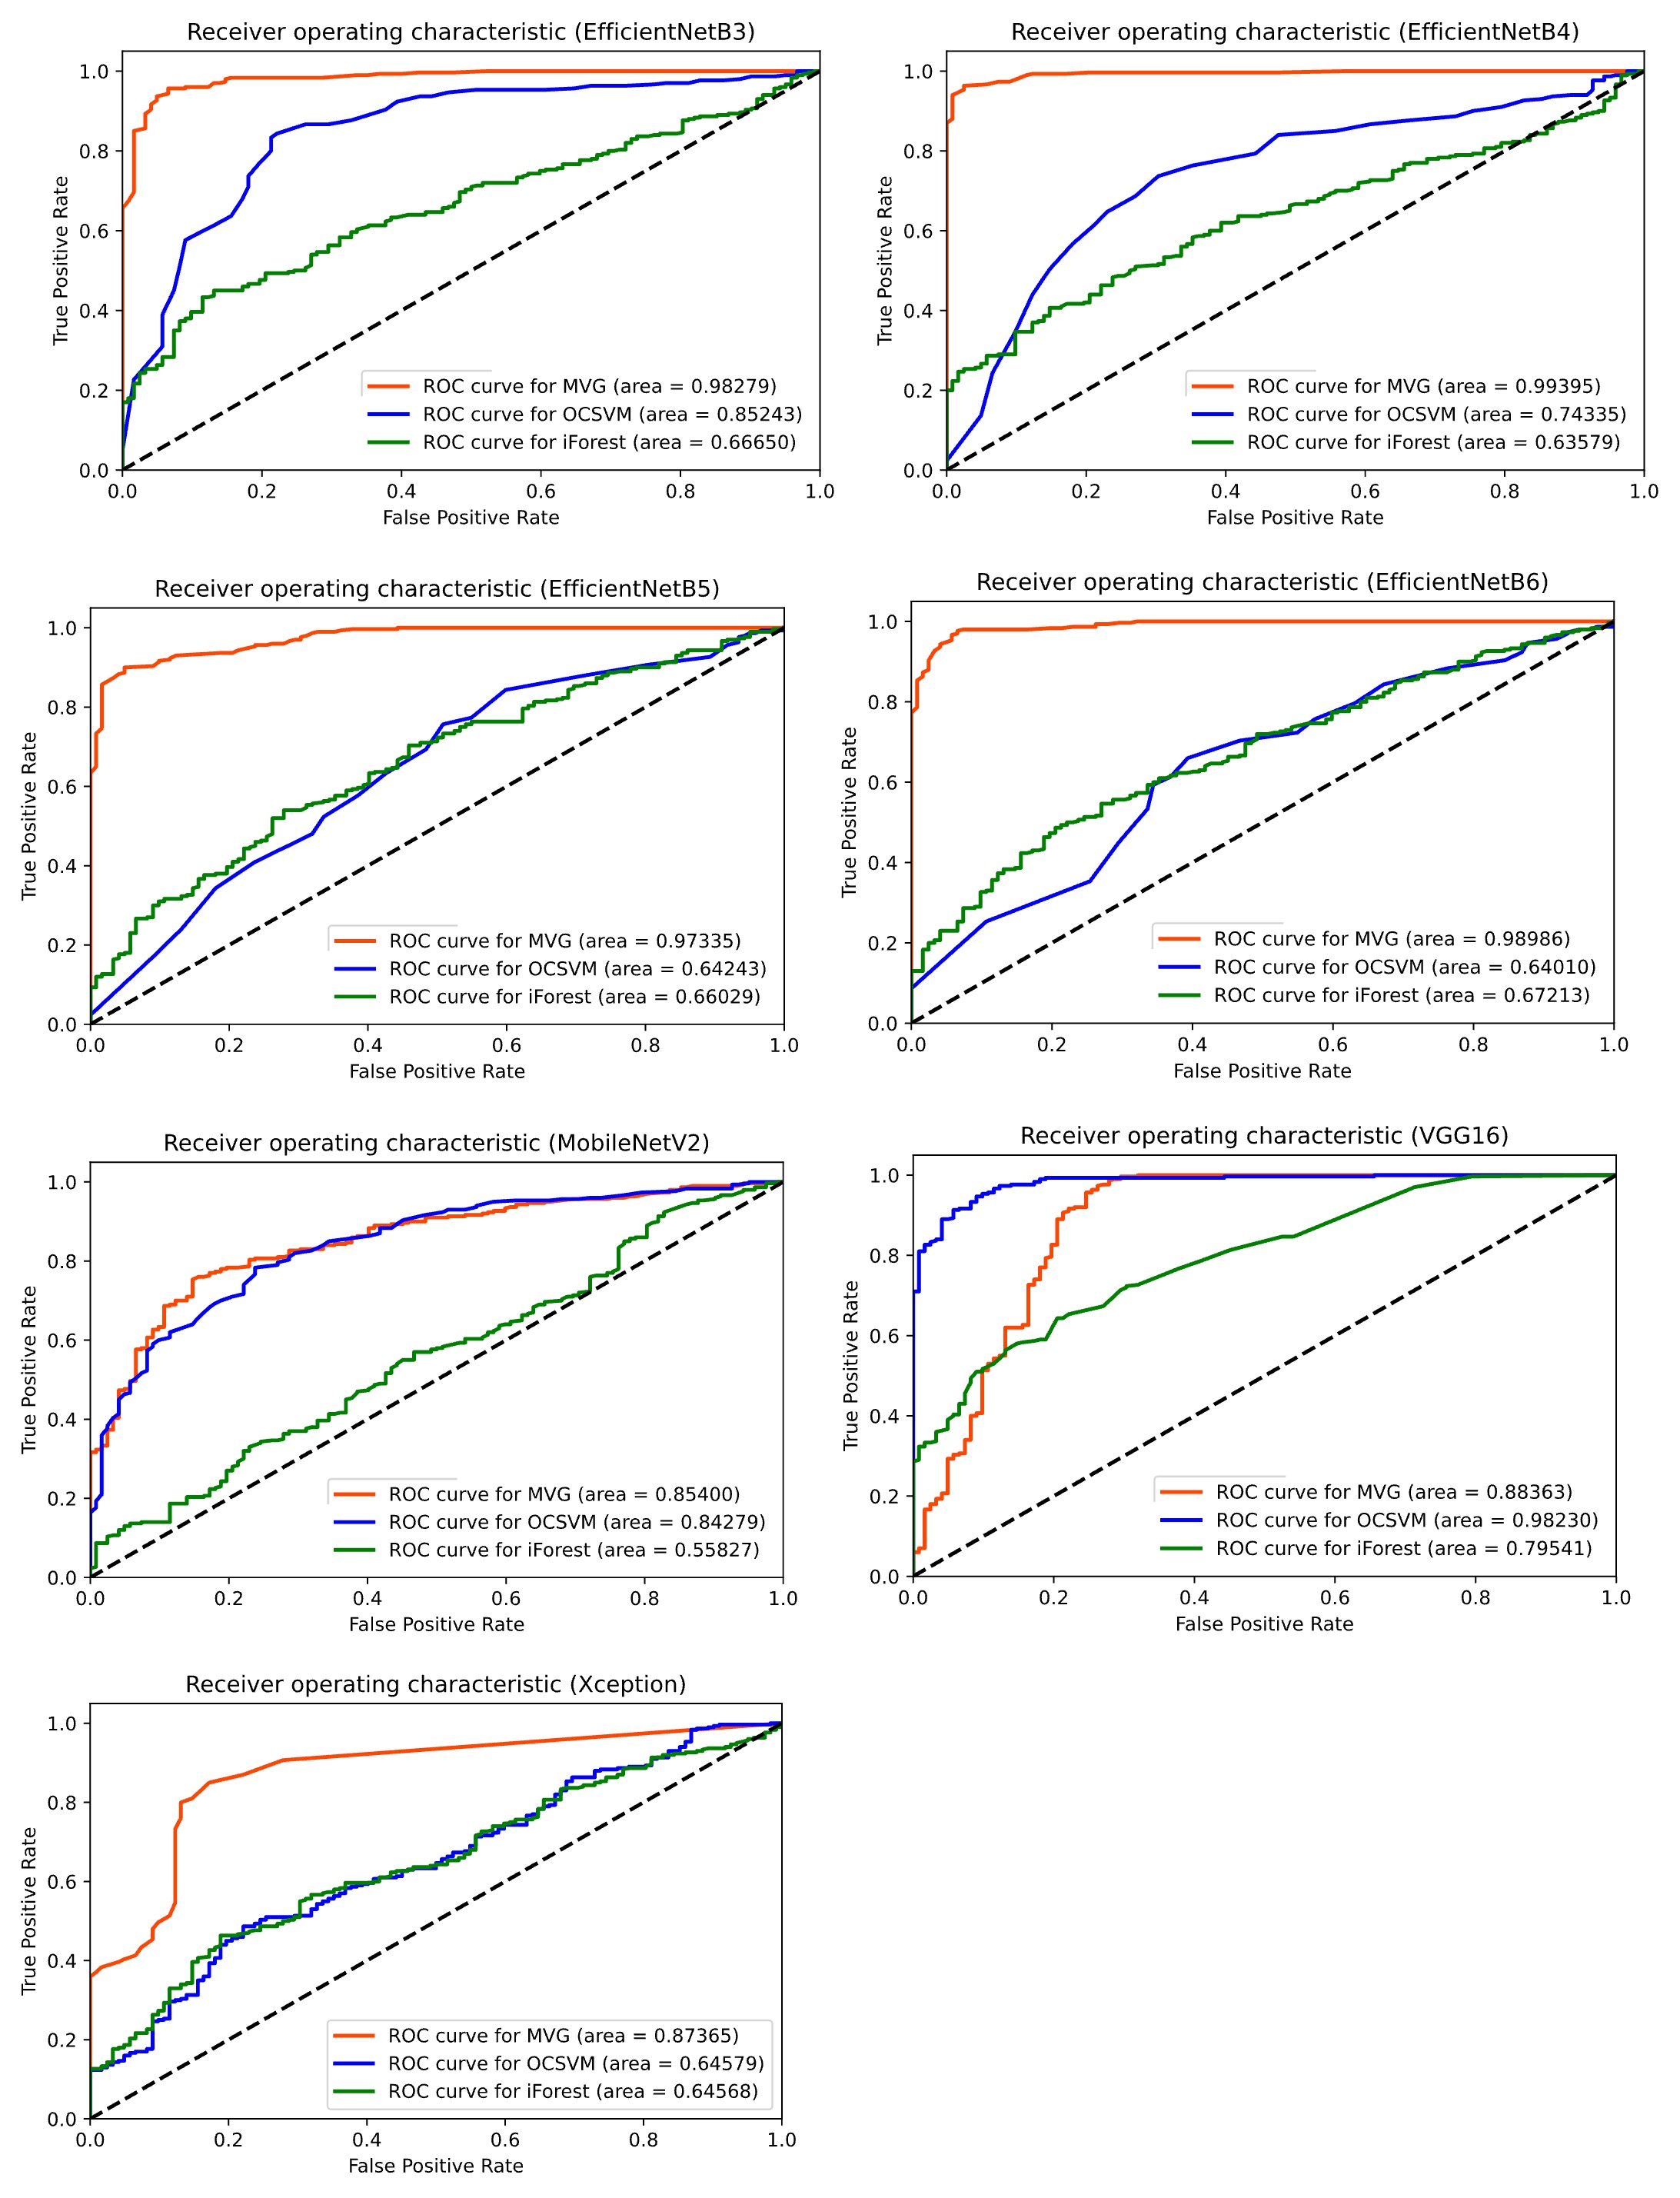 Receiver operating characteristic (EfficientNetB3)
True Positive Rate
1.0
0.8
0.6
0.4
0.2
0.0
ROC curve for MVG (area = 0.98279)
ROC curve for OCSVM (area = 0.85243)
ROC curve for iForest (area = 0.66650)
0.0 0.2 0.4 0.6 0.8 1.0
False Positive Rate
Receiver operating characteristic (EfficientNetB4)
True Positive Rate
1.0
0.8
0.6
0.4
0.2
0.0
ROC curve for MVG (area = 0.99395)
ROC curve for OCSVM (area = 0.74335)
ROC curve for iForest (area = 0.63579)
0.0 0.2 0.4 0.6 0.8 1.0
False Positive Rate
Receiver operating characteristic (EfficientNetB5)
True Positive Rate
1.0
0.8
0.6
0.4
0.2
0.0
ROC curve for MVG (area = 0.97335)
ROC curve for OCSVM (area = 0.64243)
ROC curve for iForest (area = 0.66029)
0.0 0.2 0.4 0.6 0.8 1.0
False Positive Rate
Receiver operating characteristic (EfficientNetB6)
True Positive Rate
1.0
0.8
0.6
0.4
0.2
0.0
ROC curve for MVG (area = 0.98986)
ROC curve for OCSVM (area = 0.64010)
ROC curve for iForest (area = 0.67213)
0.0 0.2 0.4 0.6 0.8 1.0
False Positive Rate
Receiver operating characteristic (MobileNetV2)
True Positive Rate
1.0
0.8
0.6
0.4
0.2
0.0
ROC curve for MVG (area = 0.85400)
ROC curve for OCSVM (area = 0.84279)
ROC curve for iForest (area = 0.55827)
0.0 0.2 0.4 0.6 0.8 1.0
False Positive Rate
Receiver operating characteristic (VGG16)
True Positive Rate
1.0
0.8
0.6
0.4
0.2
0.0
ROC curve for MVG (area = 0.88363)
ROC curve for OCSVM (area = 0.98230)
ROC curve for iForest (area = 0.79541)
0.0 0.2 0.4 0.6 0.8 1.0
False Positive Rate
Receiver operating characteristic (Xception)
True Positive Rate
1.0
0.8
0.6
0.4
0.2
0.0
ROC curve for MVG (area = 0.87365)
ROC curve for OCSVM (area = 0.64579)
ROC curve for iForest (area = 0.64568)
0.0 0.2 0.4 0.6 0.8 1.0
False Positive Rate